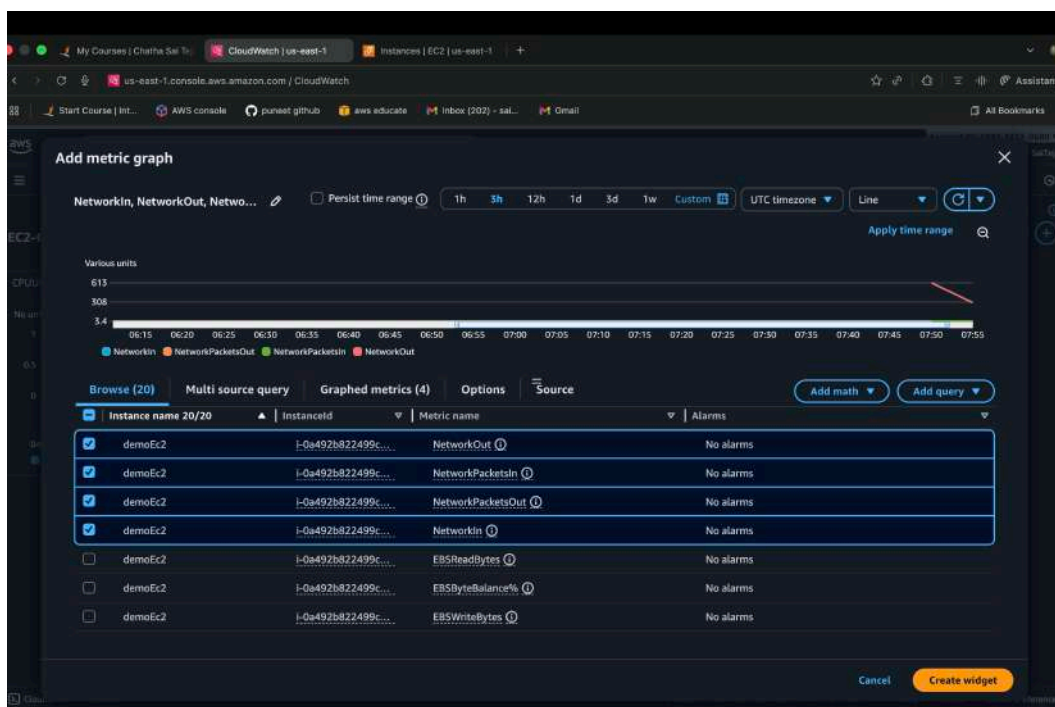 My Courses | Chatha Sai Te CloudWatch | us-east-1 Instances | EC2 | us-east-1 +
us-east-1.console.aws.amazon.com / CloudWatch Assistan
Start Course | Int... AWS console puneet github aws educate Inbox (202) - sai... Gmail All Bookmarks
aws
Add metric graph
NetworkIn, NetworkOut, Netwo... Persist time range 1h 3h 12h 1d 3d 1w Custom UTC timezone Line
Apply time range
EC2-
Various units
CPUU
613
308
3.4
06:15 06:20 06:25 06:30 06:35 06:40 06:45 06:50 06:55 07:00 07:05 07:10 07:15 07:20 07:25 07:30 07:35 07:40 07:45 07:50 07:55
NetworkIn NetworkPacketsOut NetworkPacketsIn NetworkOut
Browse (20) Multi source query Graphed metrics (4) Options Source Add math Add query
Instance name 20/20 InstanceId Metric name Alarms
demoEc2 i-0a492b822499c... NetworkOut No alarms
demoEc2 i-0a492b822499c... NetworkPacketsIn No alarms
demoEc2 i-0a492b822499c... NetworkPacketsOut No alarms
demoEc2 i-0a492b822499c... NetworkIn No alarms
demoEc2 i-0a492b822499c... EBSReadBytes No alarms
demoEc2 i-0a492b822499c... EBSByteBalance% No alarms
demoEc2 i-0a492b822499c... EBSWriteBytes No alarms
Cancel Create widget